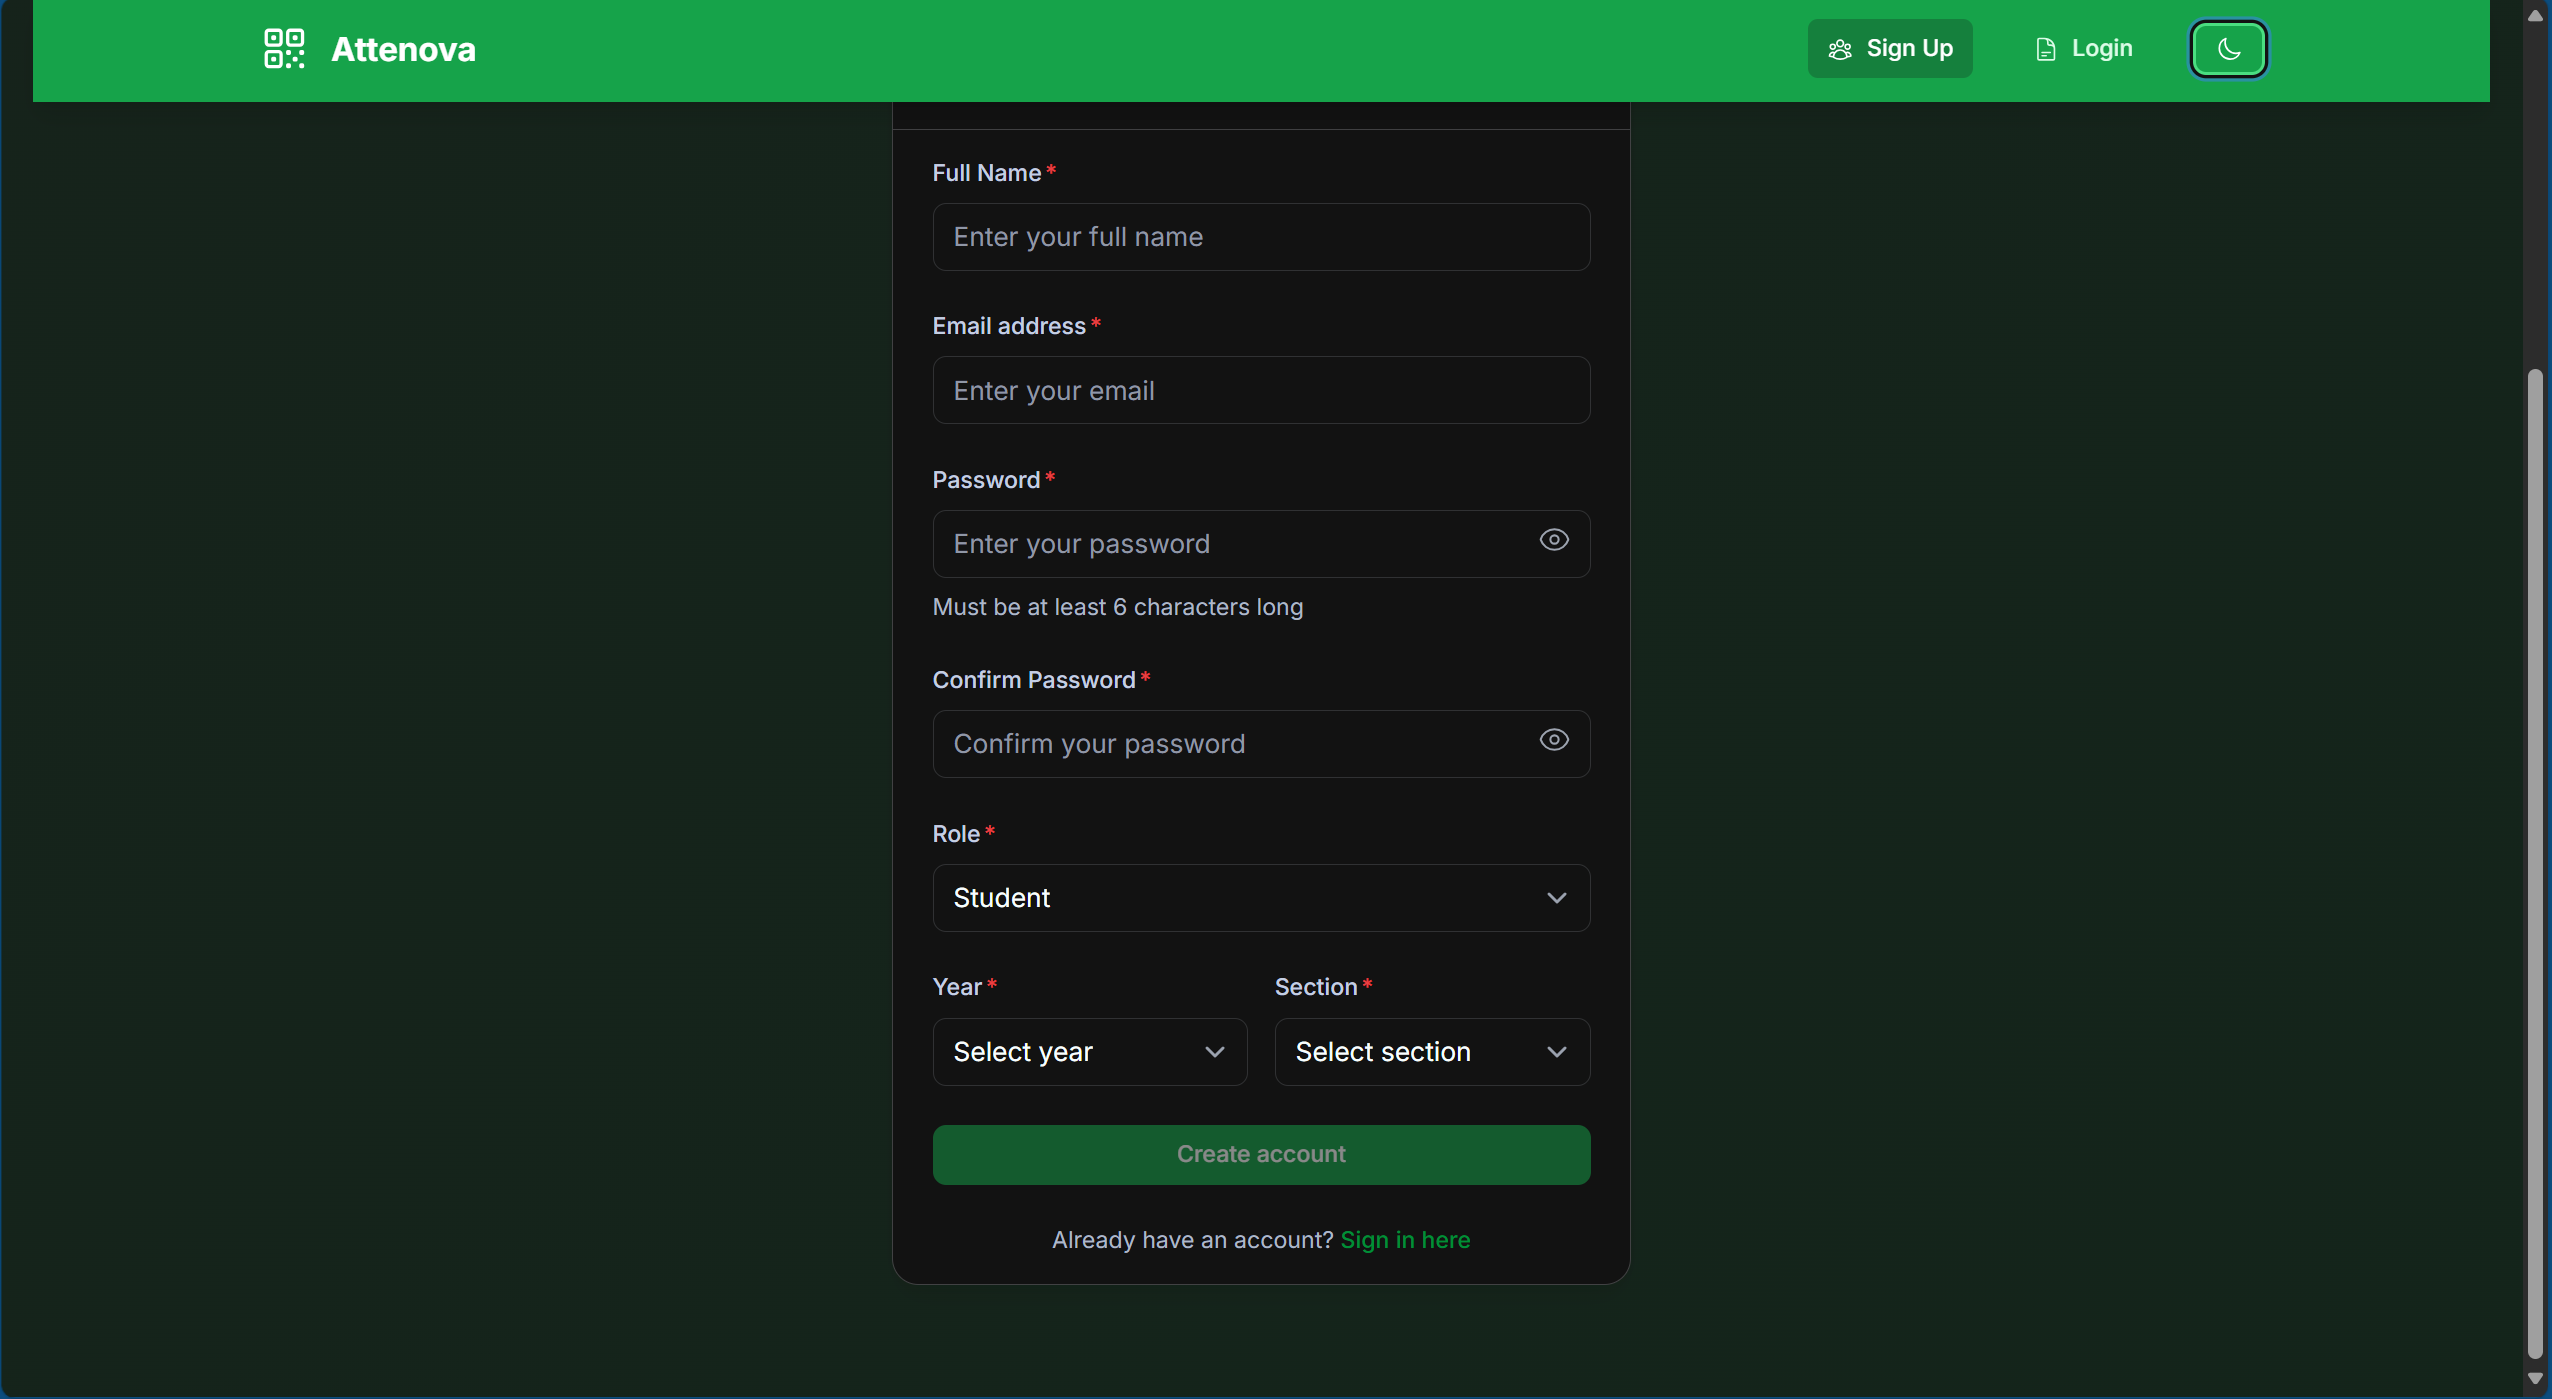 Attenova
Sign Up
Login
Full Name*
Enter your full name
Email address*
Enter your email
Password*
Enter your password
Must be at least 6 characters long
Confirm Password*
Confirm your password
Role*
Student
Year* Section*
Select year Select section
Create account
Already have an account? Sign in here